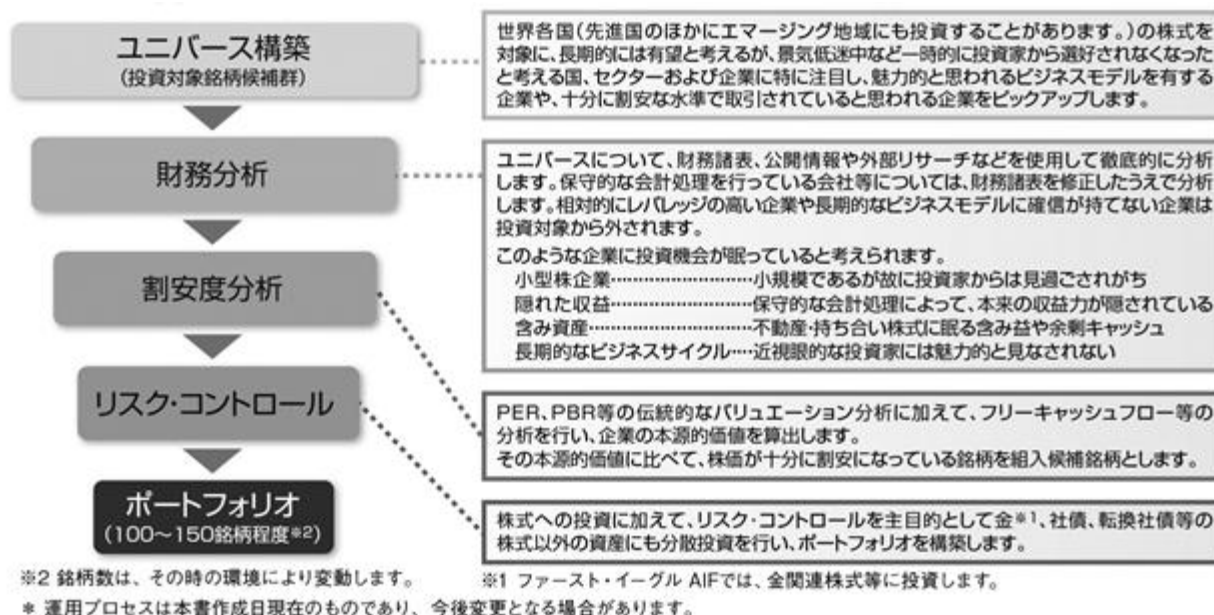 ユニバース構築
(投資対象銘柄候補群)
世界各国(先進国のほかにエマージング地域にも投資することがあります。)の株式を
対象に、長期的には有望と考えるが、景気低迷中など一時的に投資家から選好されなくなった
と考える国、セクターおよび企業に特に注目し、魅力的と思われるビジネスモデルを有する
企業や、十分に割安な水準で取引されていると思われる企業をピックアップします。
財務分析
ユニバースについて、財務諸表、公開情報や外部リサーチなどを使用して徹底的に分析
します。保守的な会計処理を行っている会社等については、財務諸表を修正したうえで分析
します。相対的にレバレッジの高い企業や長期的なビジネスモデルに確信が持てない企業は
投資対象から外されます。
このような企業に投資機会が眠っていると考えられます。
小型株企業…………………………小規模であるが故に投資家からは見過ごされがち
隠れた収益…………………………保守的な会計処理によって、本来の収益力が隠されている
含み資産……………………………不動産・持ち合い株式に眠る含み益や余剰キャッシュ
長期的なビジネスサイクル……近視眼的な投資家には魅力的と見なされない
割安度分析
PER、PBR等の伝統的なバリュエーション分析に加えて、フリーキャッシュフロー等の
分析を行い、企業の本源的価値を算出します。
その本源的価値に比べて、株価が十分に割安になっている銘柄を組入候補銘柄とします。
リスク・コントロール
株式への投資に加えて、リスク・コントロールを主目的として金※1、社債、転換社債等の
株式以外の資産にも分散投資を行い、ポートフォリオを構築します。
ポートフォリオ
(100〜150銘柄程度※2)
※2 銘柄数は、その時の環境により変動します。
※1 ファースト・イーグル AIFでは、金関連株式等に投資します。
* 運用プロセスは本書作成日現在のものであり、今後変更となる場合があります。